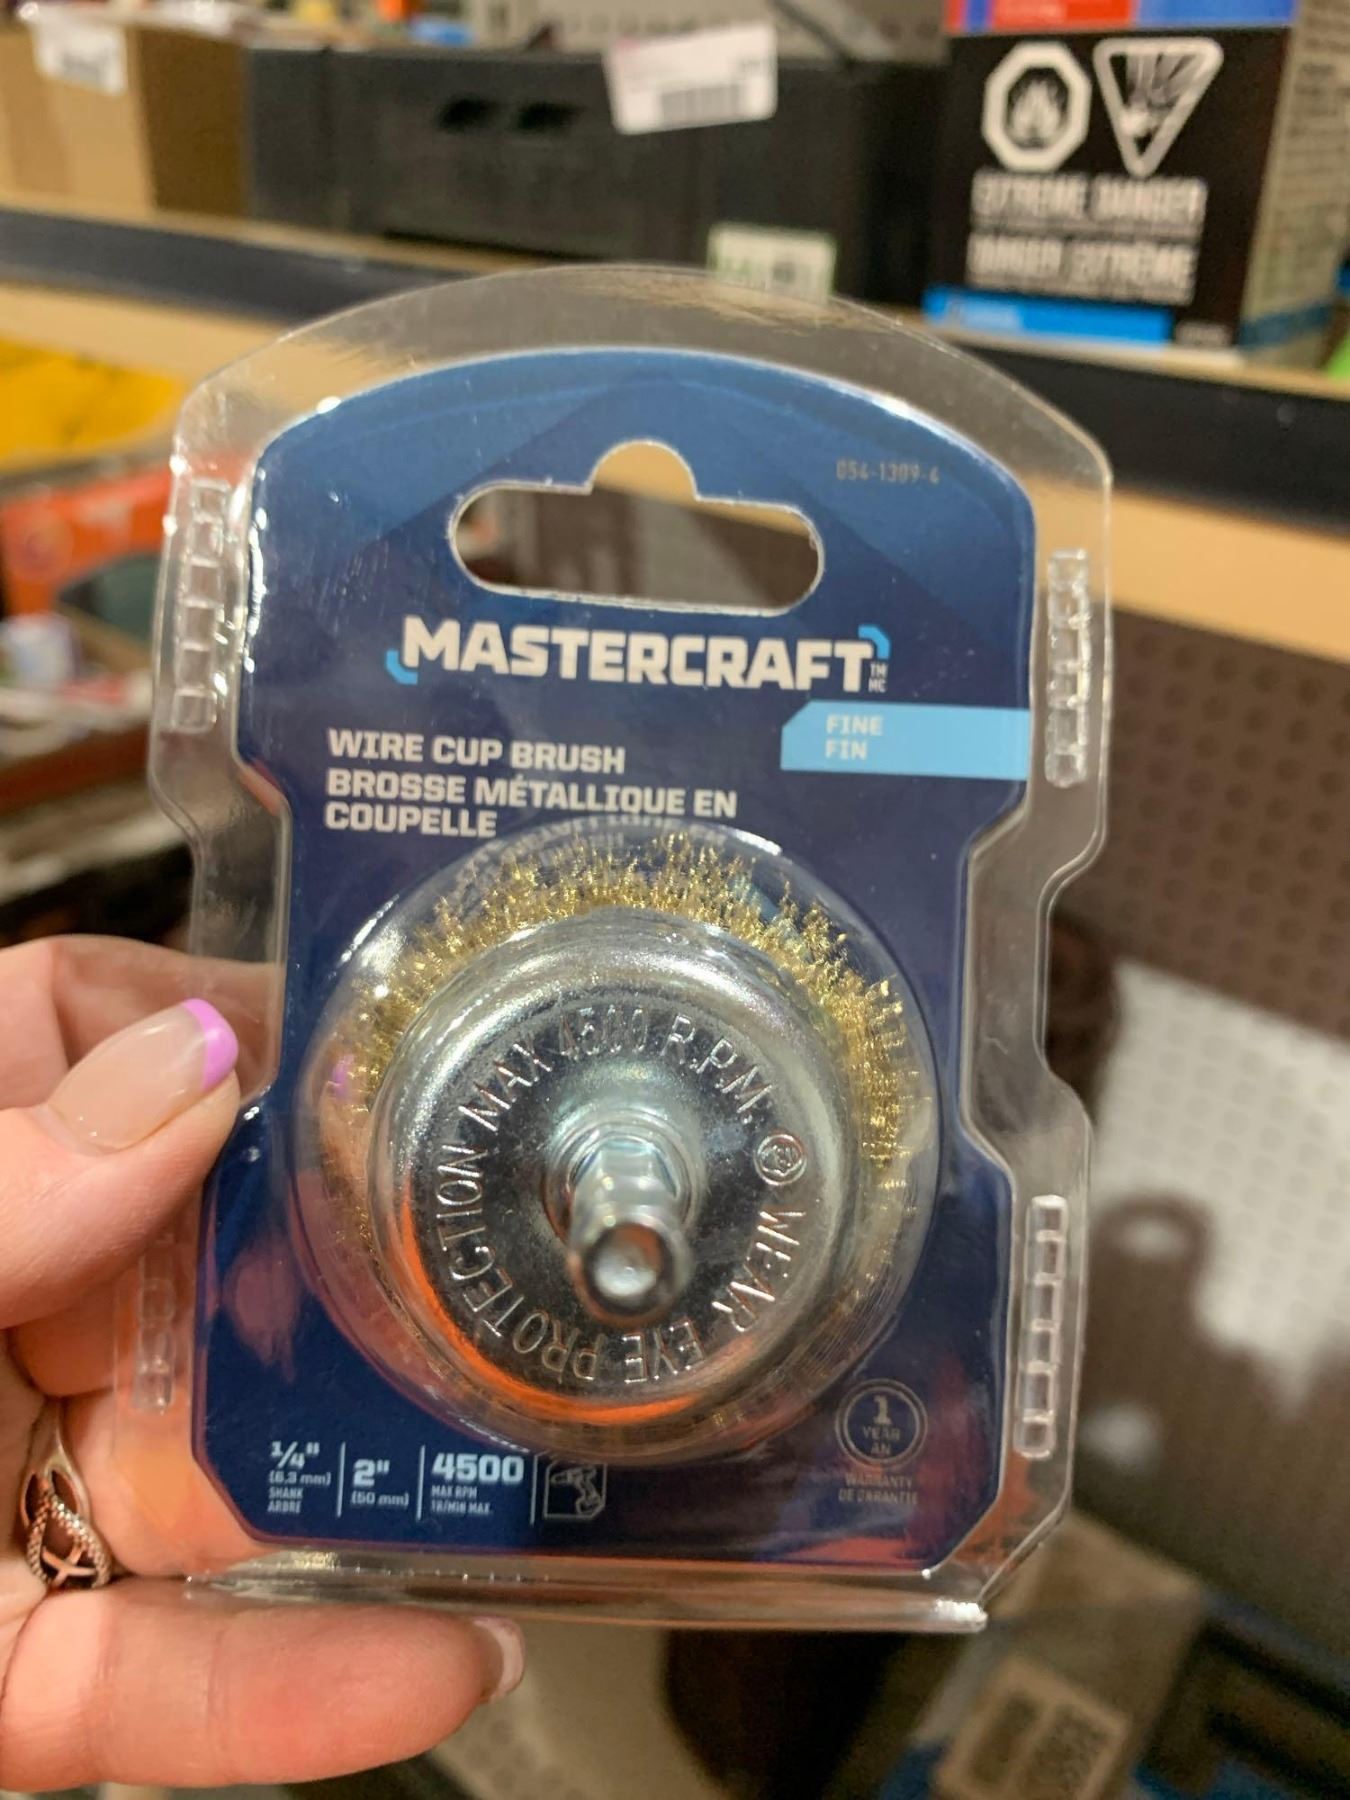 EXTREME DANGER
DANGER EXTRÊME
054-1309-4
MASTERCRAFT TM MC
FINE
FIN
WIRE CUP BRUSH
BROSSE MÉTALLIQUE EN
COUPELLE
MAX 4500 R.P.M.
WEAR EYE PROTECTION
1/4"
(6,3 mm)
SHANK
ARBRE
2"
(50 mm)
4500
MAX RPM
TR/MIN MAX.
1
YEAR
AN
WARRANTY
DE GARANTIE